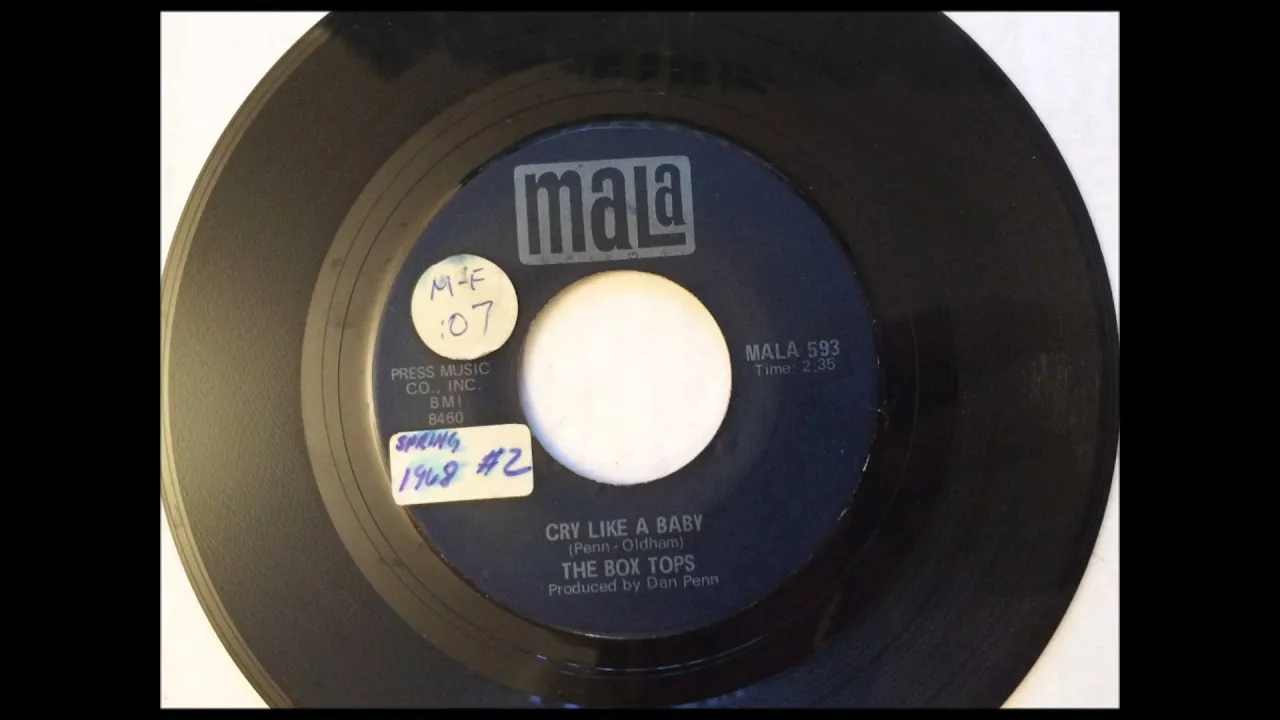 mala
3
M-F
:07
PRESS MUSIC
CO., INC.
BMI
8460
MALA 593
Time: 2:35
SPRING
1968 #2
CRY LIKE A BABY
(Penn-Oldham)
THE BOX TOPS
Produced by Dan Penn